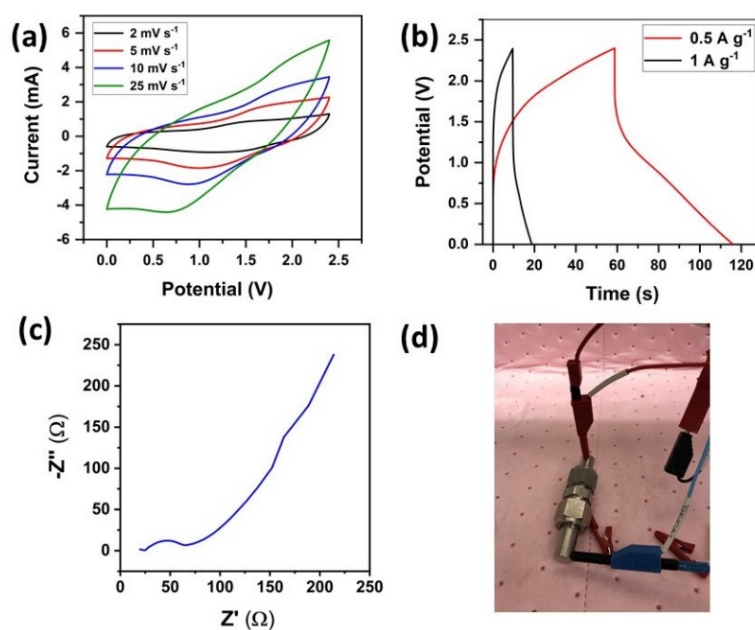 (a)
2 mV s⁻¹
5 mV s⁻¹
10 mV s⁻¹
25 mV s⁻¹
6
4
2
0
-2
-4
-6
Current (mA)
0.0 0.5 1.0 1.5 2.0 2.5
Potential (V)
(b)
0.5 A g⁻¹
1 A g⁻¹
2.5
2.0
1.5
1.0
0.5
0.0
Potential (V)
0 20 40 60 80 100 120
Time (s)
(c)
250
200
150
100
50
0
-Z" (Ω)
0 50 100 150 200 250
Z' (Ω)
(d)